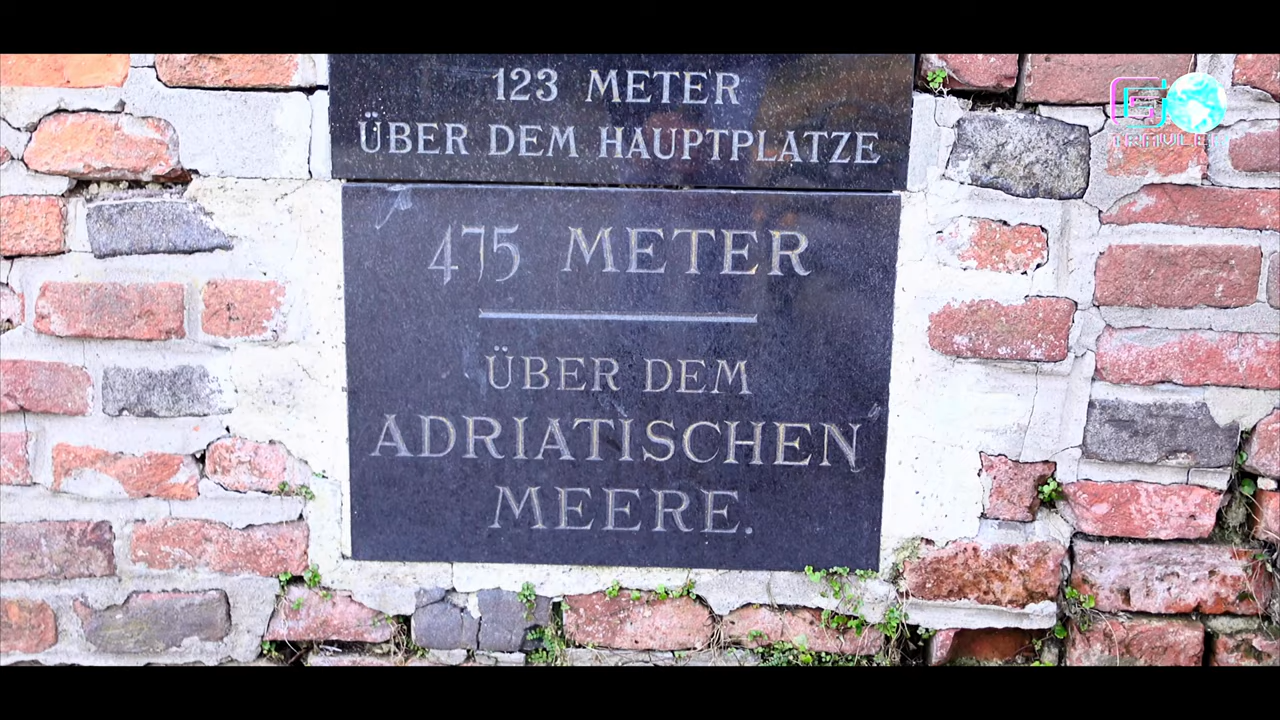 123 METER
ÜBER DEM HAUPTPLATZE
475 METER
ÜBER DEM
ADRIATISCHEN
MEERE.